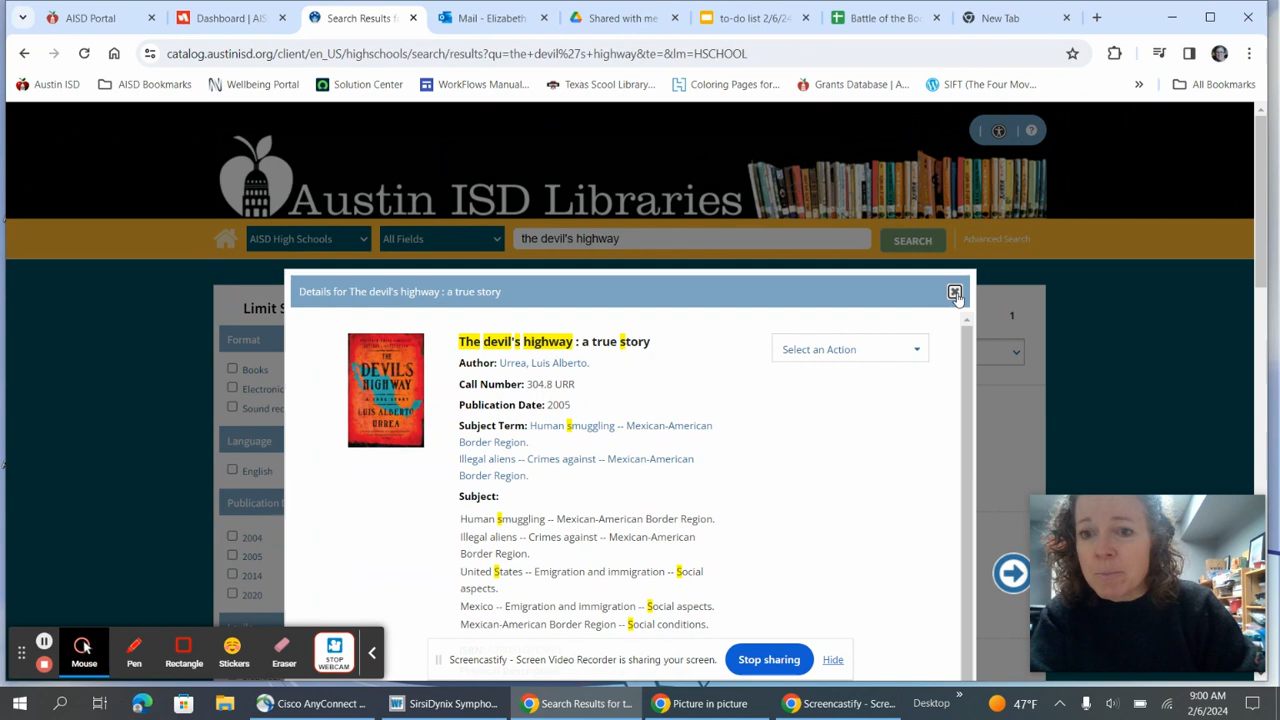 AISD Portal
Dashboard | AIS
Search Results f
Mail - Elizabeth
Shared with me
to-do list 2/6/24
Battle of the Bo
New Tab
catalog.austinisd.org/client/en_US/highschools/search/results?qu=the+devil%27s+highway&te=&lm=HSCHOOL
Austin ISD
AISD Bookmarks
Wellbeing Portal
Solution Center
WorkFlows Manual...
Texas Scool Library...
Coloring Pages for...
Grants Database | A...
SIFT (The Four Mov...
»
All Bookmarks
| | ?
Austin ISD Libraries
AISD High Schools
All Fields
the devil's highway
SEARCH
Advanced Search
Limit S
Format
Books
Electronic
Sound rec
Language
English
Publication
2004
2005
2014
2020
1
Details for The devil's highway : a true story
THE
DEVILS
HIGHWAY
A TRUE STORY
LUIS ALBERTO
URREA
The devil's highway : a true story
Select an Action
Author: Urrea, Luis Alberto.
Call Number: 304.8 URR
Publication Date: 2005
Subject Term: Human smuggling -- Mexican-American
Border Region.
Illegal aliens -- Crimes against -- Mexican-American
Border Region.
Subject:
Human smuggling -- Mexican-American Border Region.
Illegal aliens -- Crimes against -- Mexican-American
Border Region.
United States -- Emigration and immigration -- Social
aspects.
Mexico -- Emigration and immigration -- Social aspects.
Mexican-American Border Region -- Social conditions.
Mouse
Pen
Rectangle
Stickers
Eraser
STOP
WEBCAM
Screencastify - Screen Video Recorder is sharing your screen.
Stop sharing
Hide
Cisco AnyConnect ...
SirsiDynix Sympho...
Search Results for t...
Picture in picture
Screencastify - Scre...
Desktop
»
47°F
9:00 AM
2/6/2024